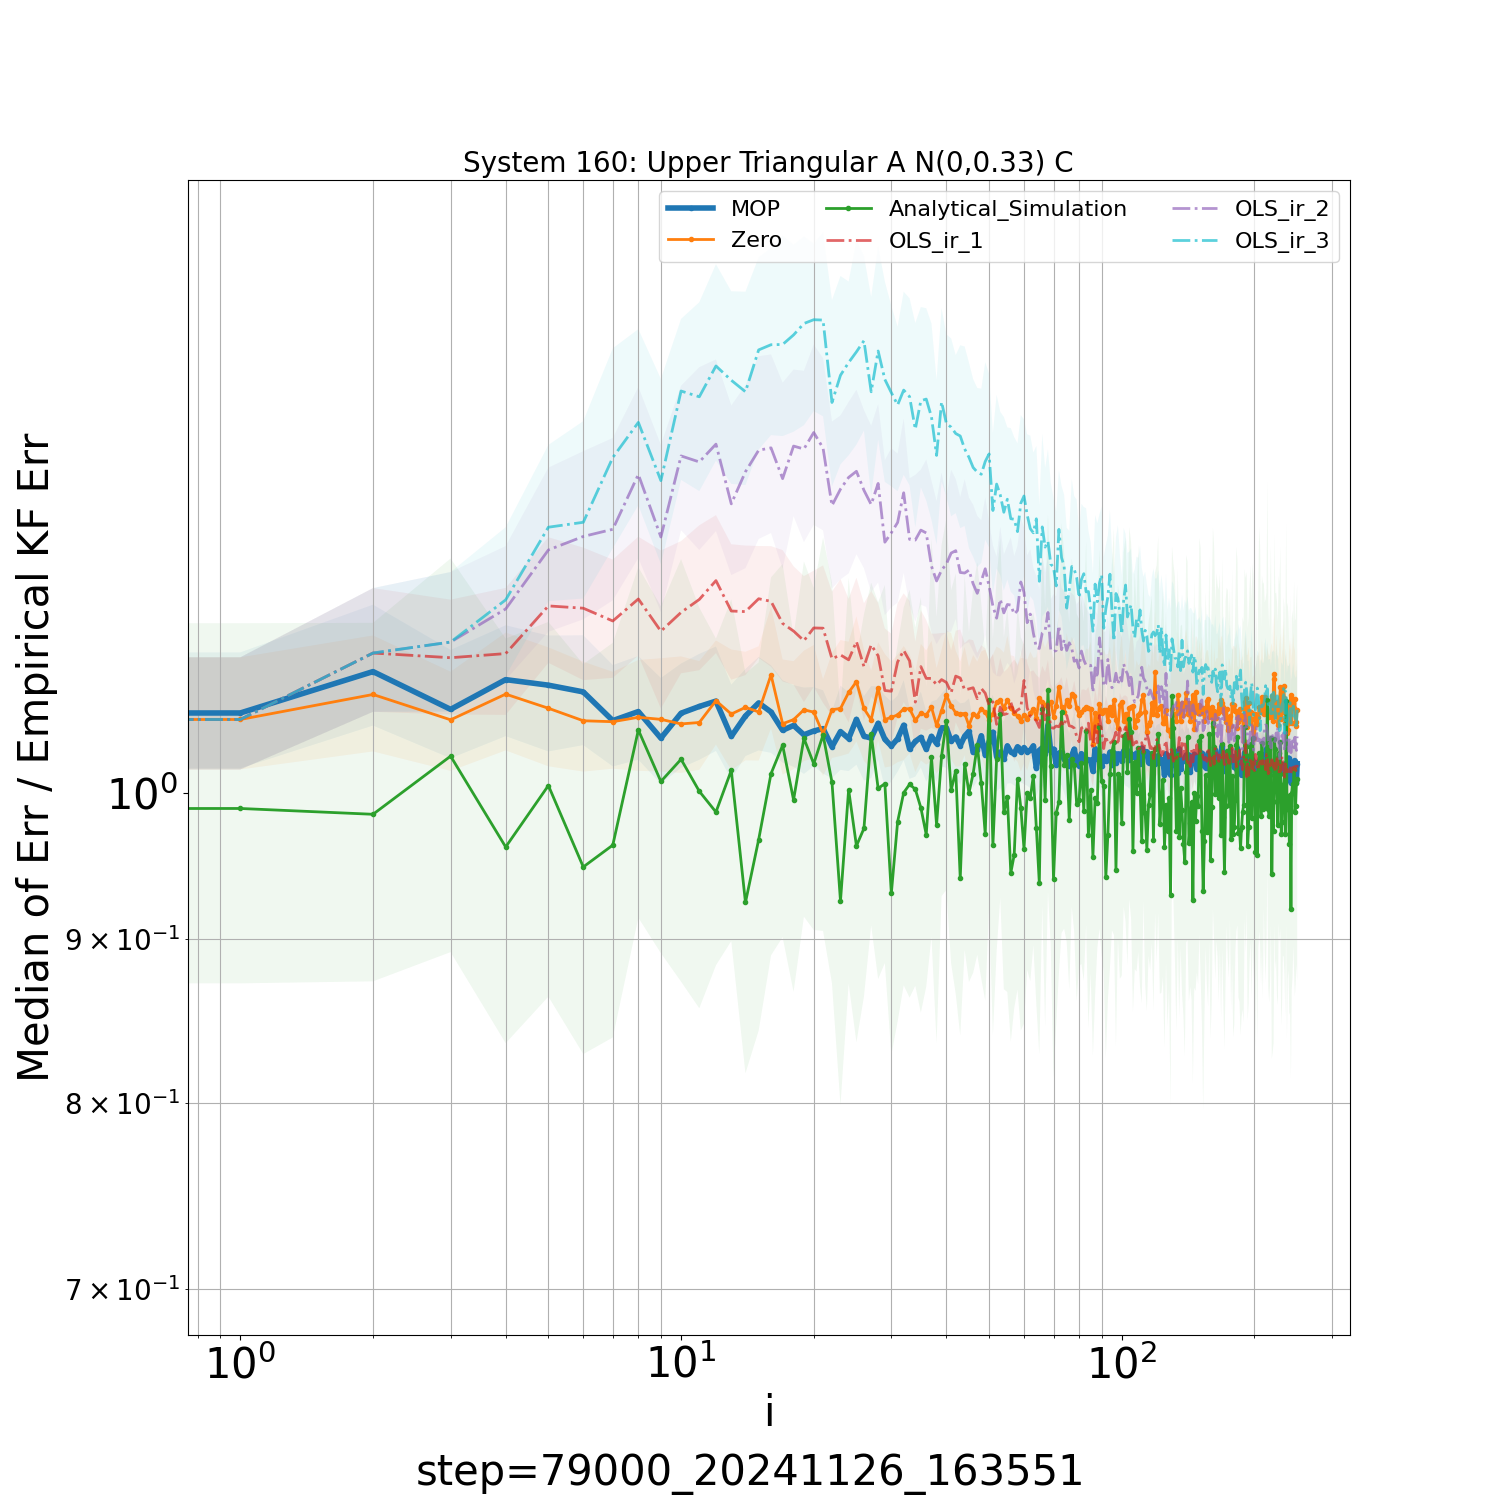 System 160: Upper Triangular A N(0,0.33) C
MOP
Zero
Analytical_Simulation
OLS_ir_1
OLS_ir_2
OLS_ir_3
Median of Err / Empirical KF Err
10⁰
9 × 10⁻¹
8 × 10⁻¹
7 × 10⁻¹
10⁰
10¹
10²
i
step=79000_20241126_163551